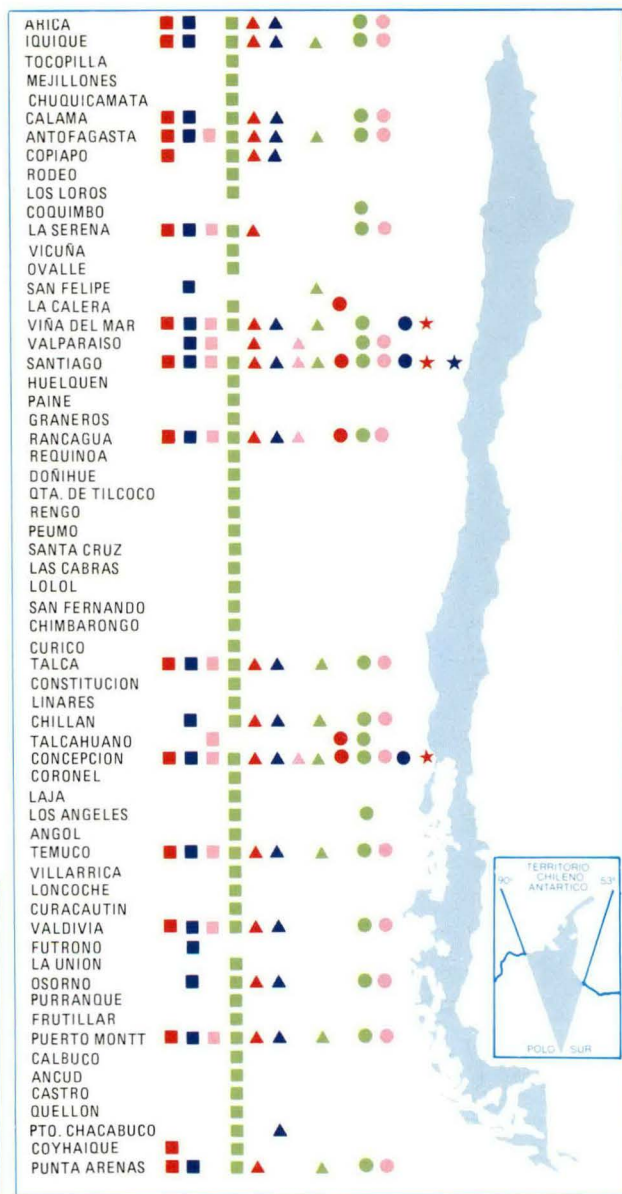 ARICA
IQUIQUE
TOCOPILLA
MEJILLONES
CHUQUICAMATA
CALAMA
ANTOFAGASTA
COPIAPO
RODEO
LOS LOROS
COQUIMBO
LA SERENA
VICUÑA
OVALLE
SAN FELIPE
LA CALERA
VIÑA DEL MAR
VALPARAISO
SANTIAGO
HUELQUEN
PAINE
GRANEROS
RANCAGUA
REQUINOA
DOÑIHUE
QTA. DE TILCOCO
RENGO
PEUMO
SANTA CRUZ
LAS CABRAS
LOLOL
SAN FERNANDO
CHIMBARONGO
CURICO
TALCA
CONSTITUCION
LINARES
CHILLAN
TALCAHUANO
CONCEPCION
CORONEL
LAJA
LOS ANGELES
ANGOL
TEMUCO
VILLARRICA
LONCOCHE
CURACAUTIN
VALDIVIA
FUTRONO
LA UNION
OSORNO
PURRANQUE
FRUTILLAR
PUERTO MONTT
CALBUCO
ANCUD
CASTRO
QUELLON
PTO. CHACABUCO
COYHAIQUE
PUNTA ARENAS
TERRITORIO
CHILENO
ANTARTICO
90°
53°
POLO SUR